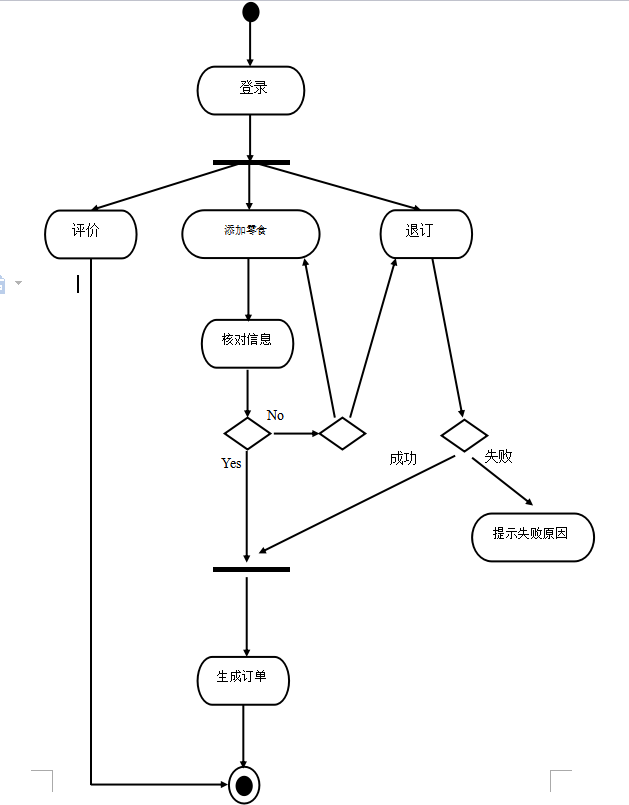 登录
评价
添加零食
退订
核对信息
No
Yes
成功
失败
提示失败原因
生成订单